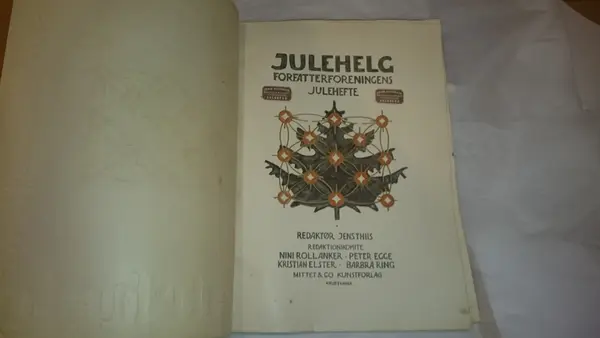 JULEHELG
FORFATTERFORENINGENS
JULEHEFTE
REDAKTØR JENS THIIS
REDAKTIONSKOMITE
NINI ROLL ANKER · PETER EGGE
KRISTIAN ELSTER · BARBRA RING
MITTET & CO KUNSTFORLAG